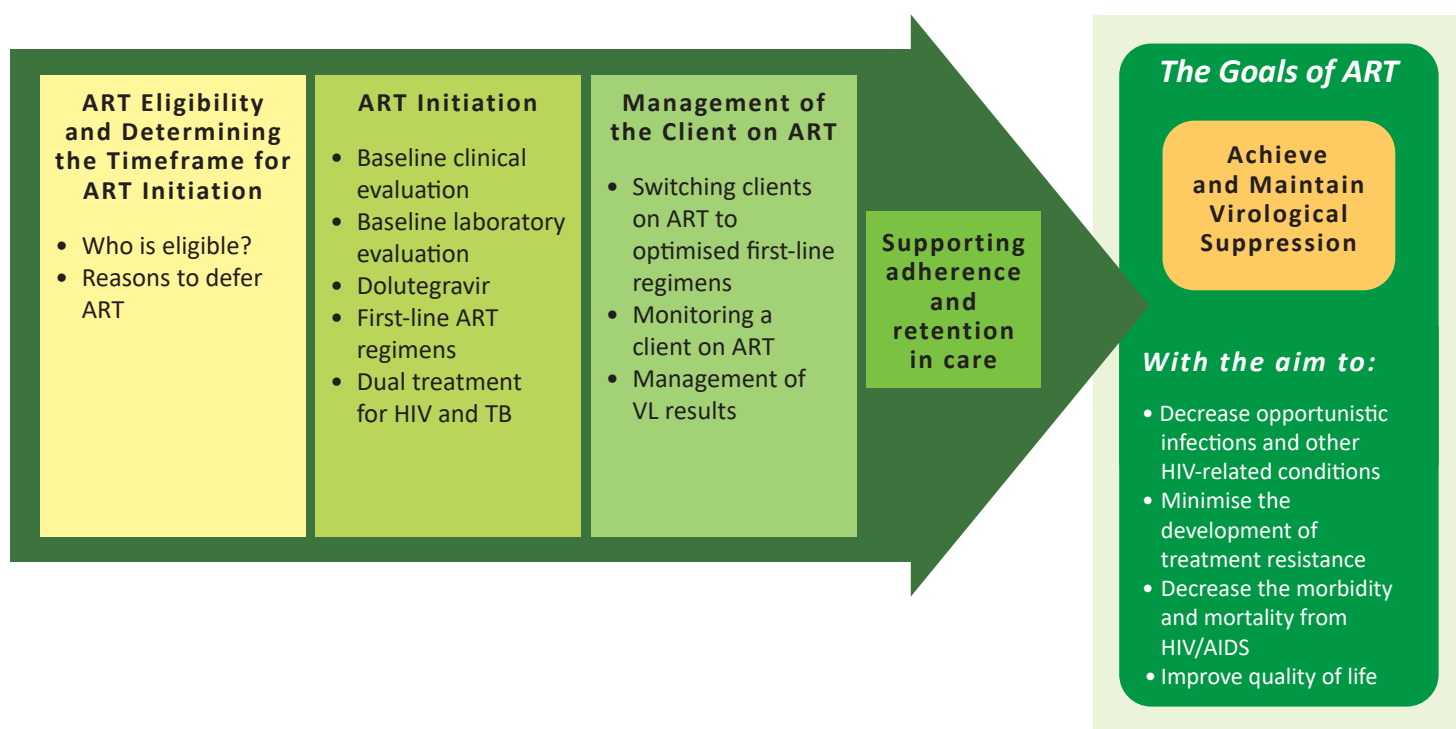 ART Eligibility
and Determining
the Timeframe for
ART Initiation
• Who is eligible?
• Reasons to defer
ART
ART Initiation
• Baseline clinical
evaluation
• Baseline laboratory
evaluation
• Dolutegravir
• First-line ART
regimens
• Dual treatment
for HIV and TB
Management of
the Client on ART
• Switching clients
on ART to
optimised first-line
regimens
• Monitoring a
client on ART
• Management of
VL results
Supporting
adherence
and
retention
in care
The Goals of ART
Achieve
and Maintain
Virological
Suppression
With the aim to:
• Decrease opportunistic
infections and other
HIV-related conditions
• Minimise the
development of
treatment resistance
• Decrease the morbidity
and mortality from
HIV/AIDS
• Improve quality of life